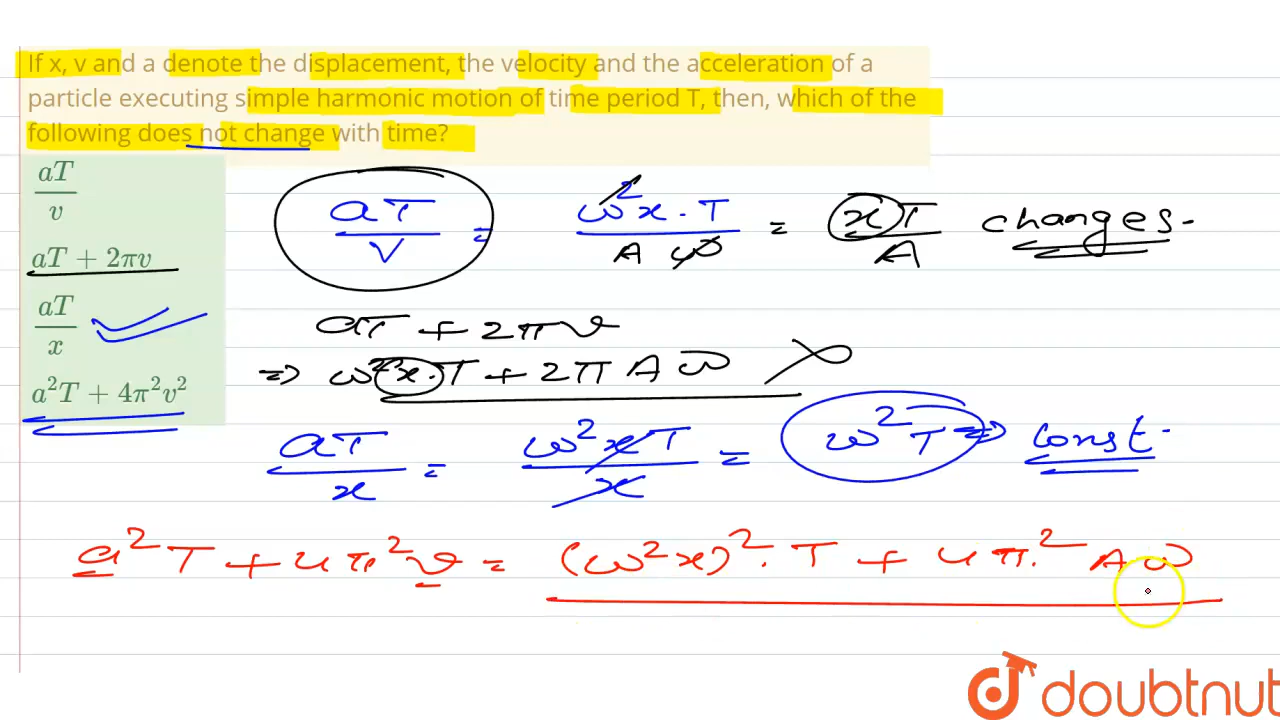 If x, v and a denote the displacement, the velocity and the acceleration of a
particle executing simple harmonic motion of time period T, then, which of the
following does not change with time?
aT/v
aT + 2πv
aT/x
a²T + 4π²v²
aT/v = ω²x·T/Aω = xT/A changes-
aT + 2πv
⇒ ω²x·T + 2πAω
aT/x = ω²xT/x = ω²T ⇒ const-
a²T + 4π²v = (ω²x)²·T + 4π·²Aω
doubtnut